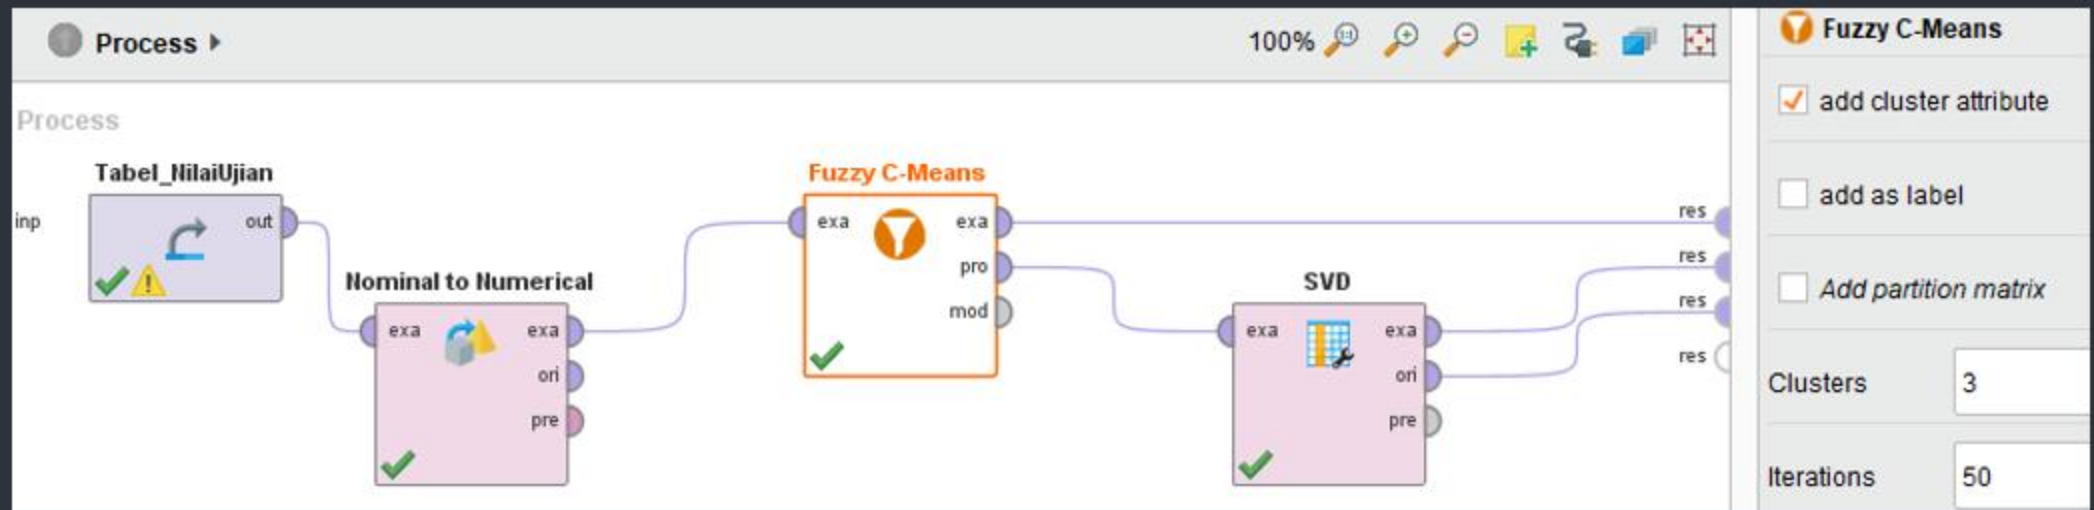 Process
100%
Process
inp
Tabel_NilaiUjian
out
Nominal to Numerical
exa
exa
ori
pre
Fuzzy C-Means
exa
exa
pro
mod
SVD
exa
exa
ori
pre
res
res
res
res
Fuzzy C-Means
add cluster attribute
add as label
Add partition matrix
Clusters 3
Iterations 50